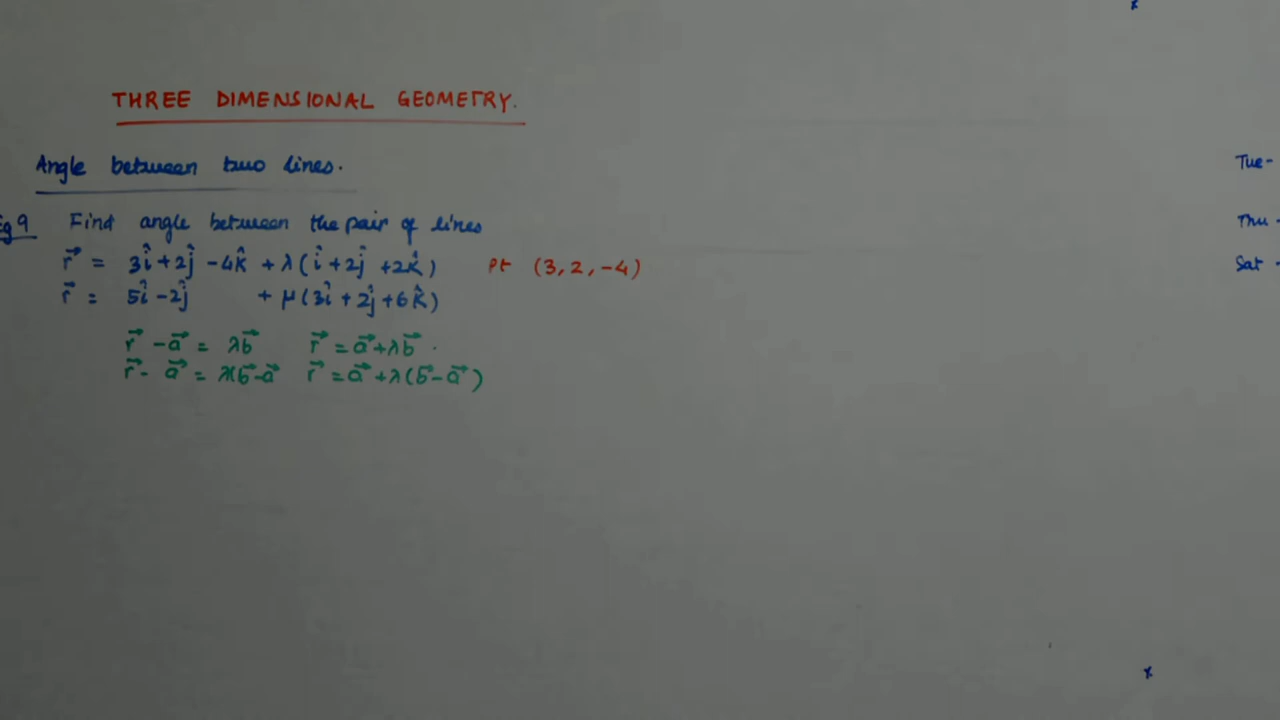 THREE DIMENSIONAL GEOMETRY.
Angle between two lines.
Eg 9 Find angle between the pair of lines
r⃗ = 3î + 2ĵ - 4k̂ + λ(î + 2ĵ + 2k̂) Pt (3, 2, -4)
r⃗ = 5î - 2ĵ + μ(3î + 2ĵ + 6k̂)
r⃗ - a⃗ = λb⃗ r⃗ = a⃗ + λb⃗.
r⃗ - a⃗ = λ(b⃗ - a⃗ r⃗ = a⃗ + λ(b⃗ - a⃗)
Tue -
Thu -
Sat -